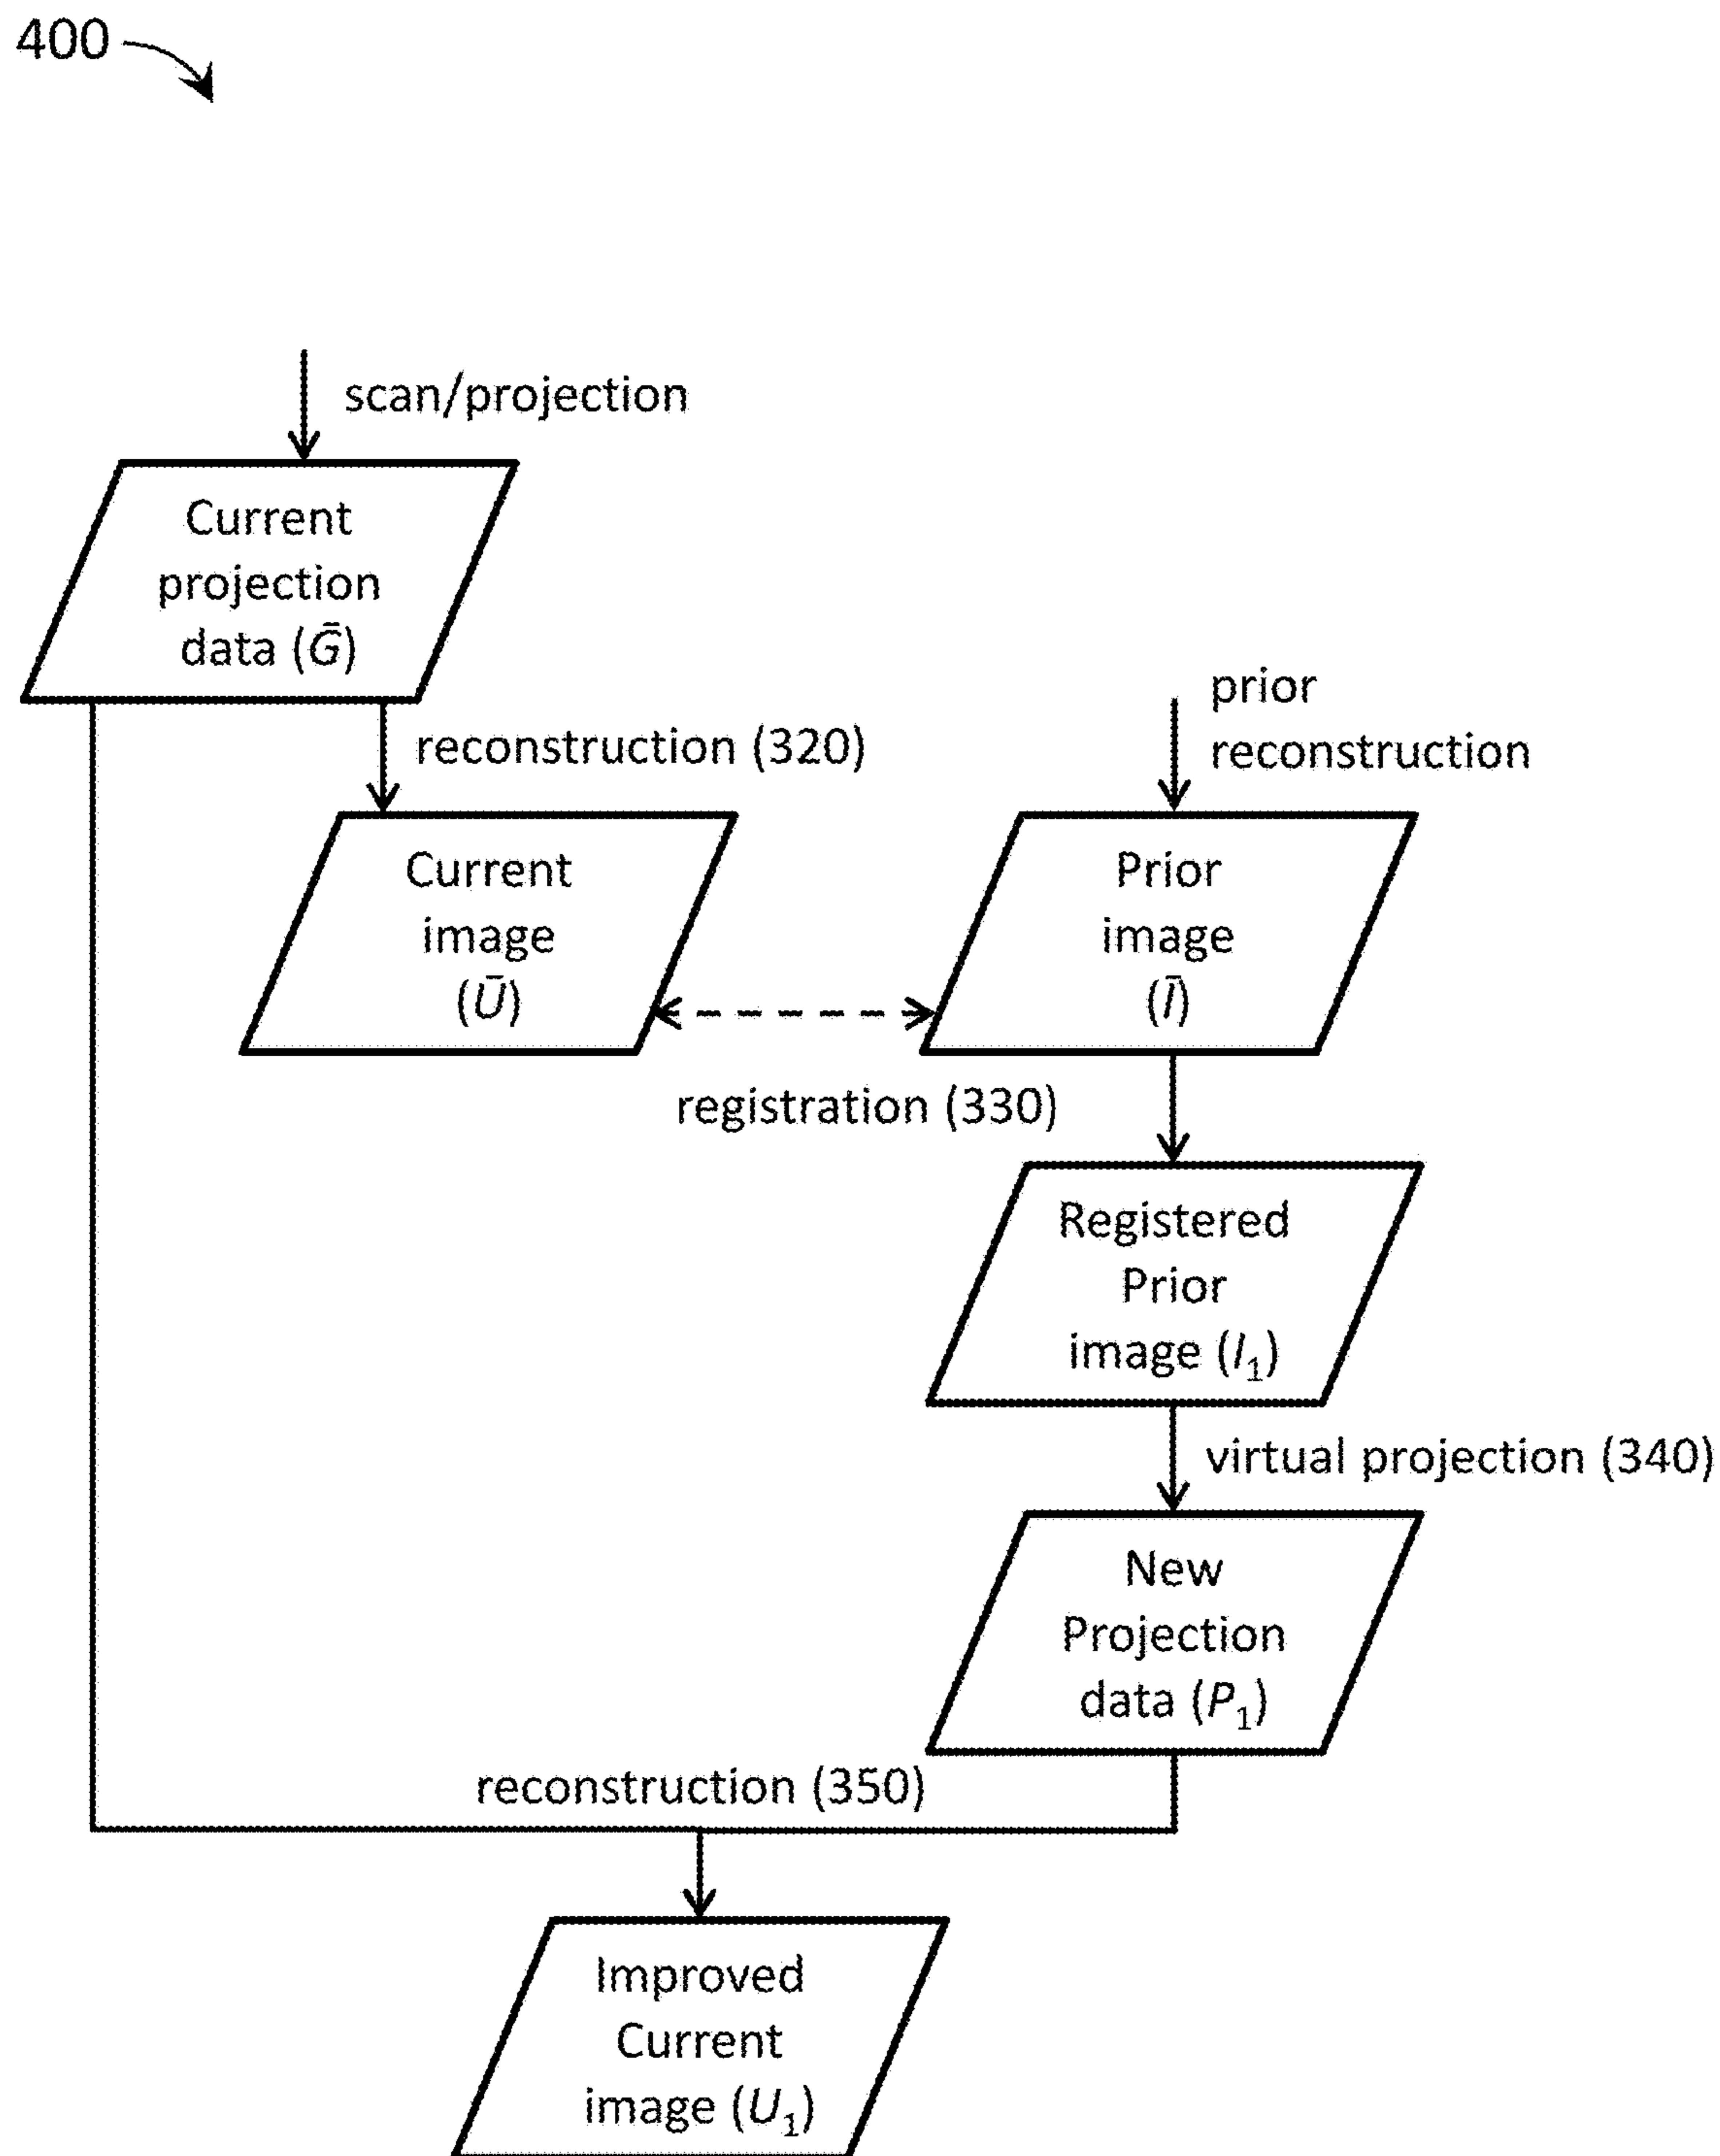 400
scan/projection
Current
projection
data (Ḡ)
prior
reconstruction
reconstruction (320)
Current
image
(Ū)
Prior
image
(Ī)
registration (330)
Registered
Prior
image (I₁)
virtual projection (340)
New
Projection
data (P₁)
reconstruction (350)
Improved
Current
image (U₁)